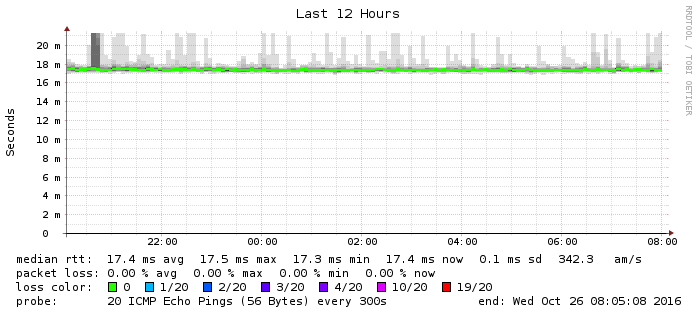 Last 12 Hours
RRDTOOL / TOBI OETIKER
Seconds
20 m
18 m
16 m
14 m
12 m
10 m
8 m
6 m
4 m
2 m
0
22:00 00:00 02:00 04:00 06:00 08:00
median rtt: 17.4 ms avg 17.5 ms max 17.3 ms min 17.4 ms now 0.1 ms sd 342.3 am/s
packet loss: 0.00 % avg 0.00 % max 0.00 % min 0.00 % now
loss color: 0 1/20 2/20 3/20 4/20 10/20 19/20
probe: 20 ICMP Echo Pings (56 Bytes) every 300s end: Wed Oct 26 08:05:08 2016